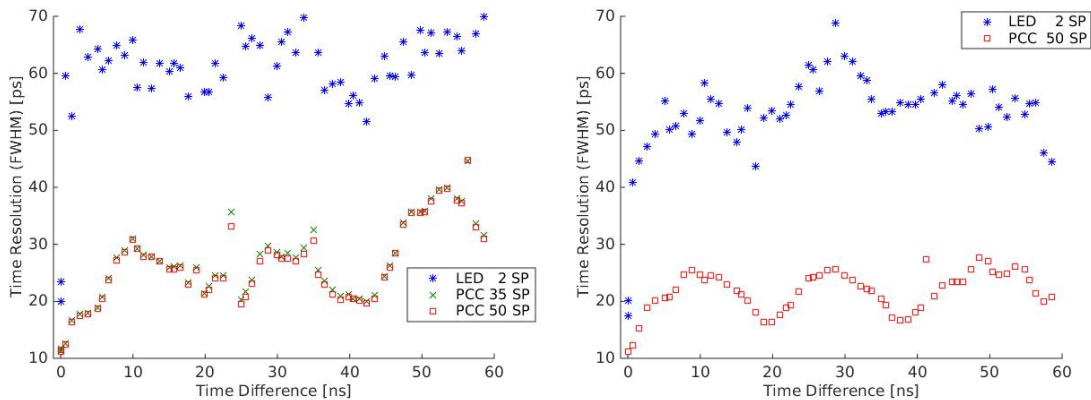 Time Resolution (FWHM) [ps]
70
60
50
40
30
20
10
LED 2 SP
PCC 35 SP
PCC 50 SP
0 10 20 30 40 50 60
Time Difference [ns]
Time Resolution (FWHM) [ps]
70
60
50
40
30
20
10
LED 2 SP
PCC 50 SP
0 10 20 30 40 50 60
Time Difference [ns]